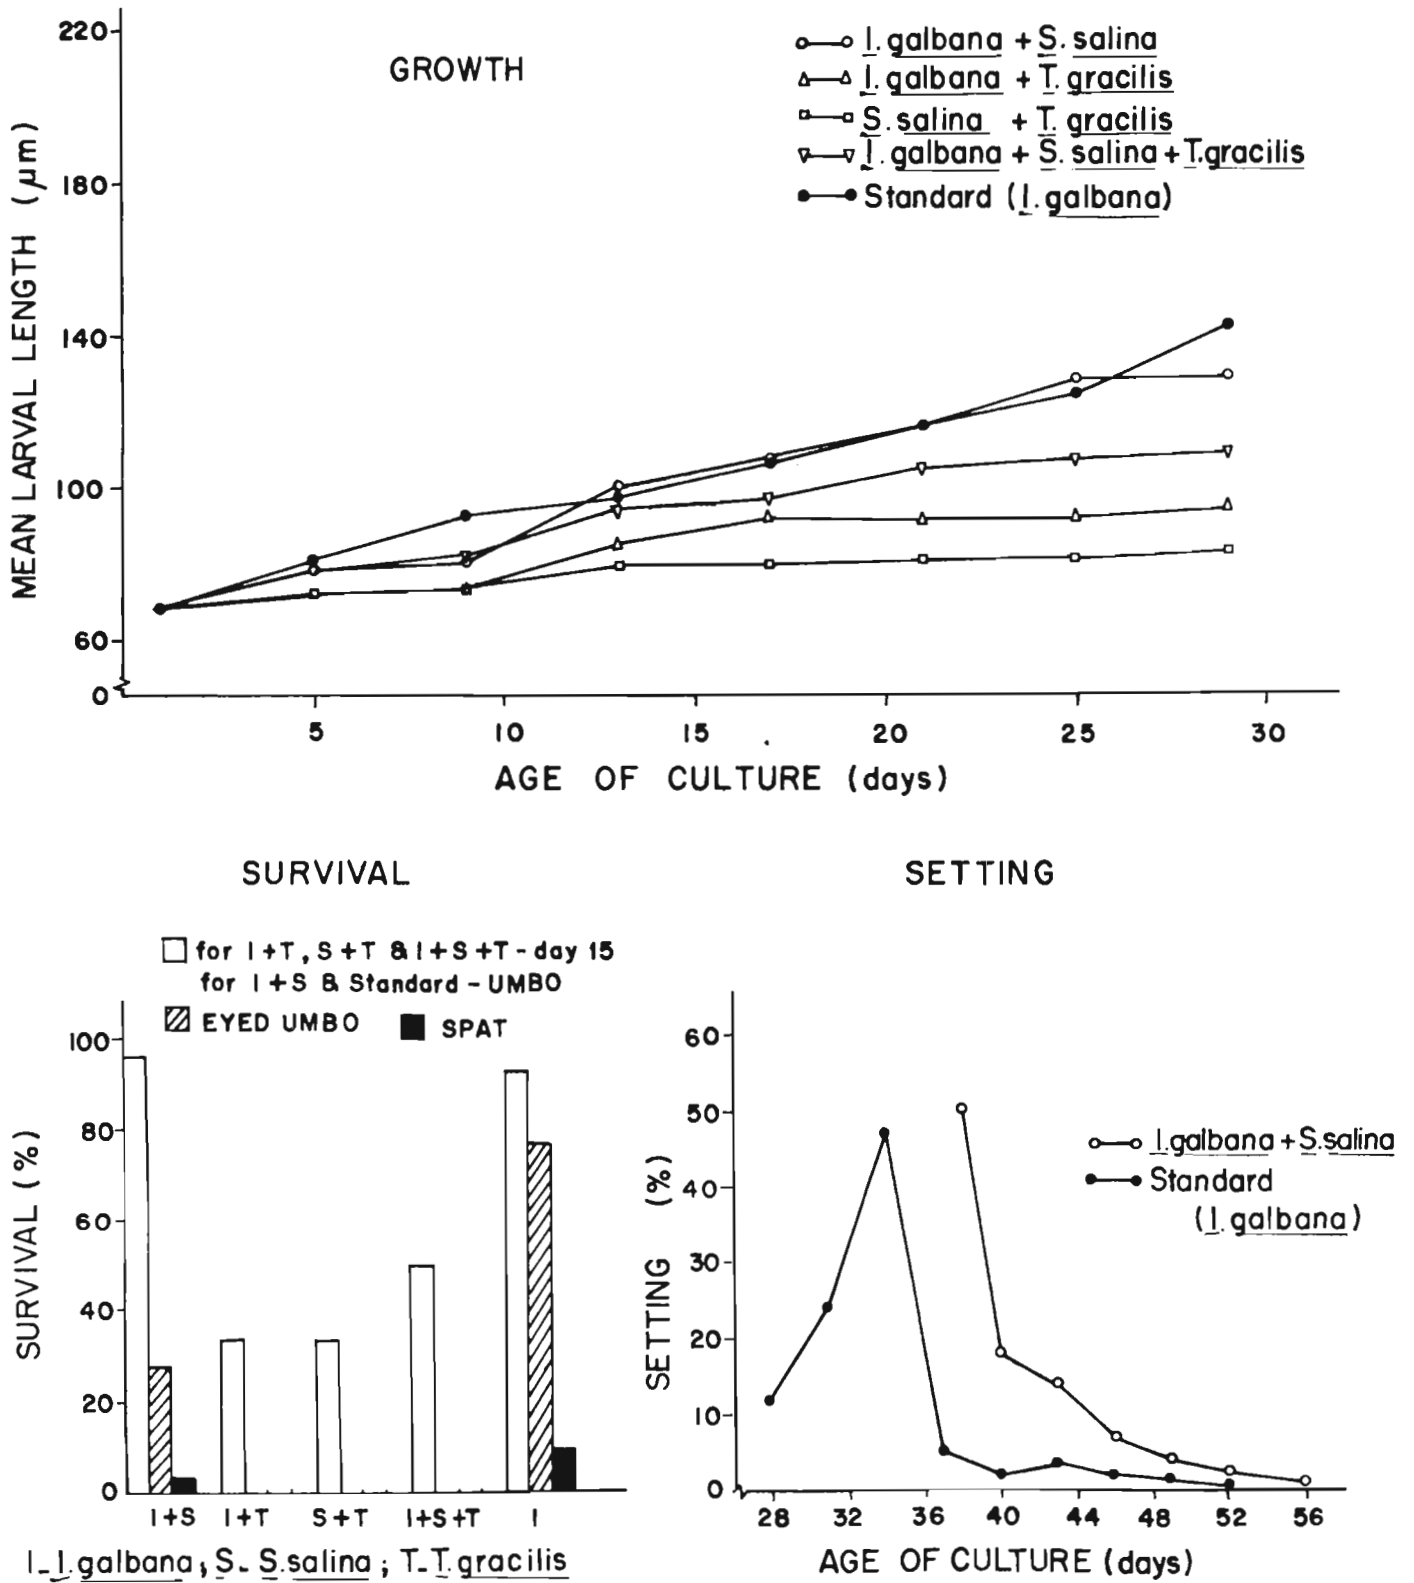 GROWTH
I. galbana + S. salina
I. galbana + T. gracilis
S. salina + T. gracilis
I. galbana + S. salina + T. gracilis
Standard (I. galbana)
MEAN LARVAL LENGTH (µm)
220
180
140
100
60
0
5 10 15 20 25 30
AGE OF CULTURE (days)
SURVIVAL
for I+T, S+T & I+S+T - day 15
for I+S & Standard - UMBO
EYED UMBO
SPAT
SURVIVAL (%)
100
80
60
40
20
0
I+S I+T S+T I+S+T I
I - I. galbana; S - S. salina; T - T. gracilis
SETTING
I. galbana + S. salina
Standard
(I. galbana)
SETTING (%)
60
50
40
30
20
10
0
28 32 36 40 44 48 52 56
AGE OF CULTURE (days)